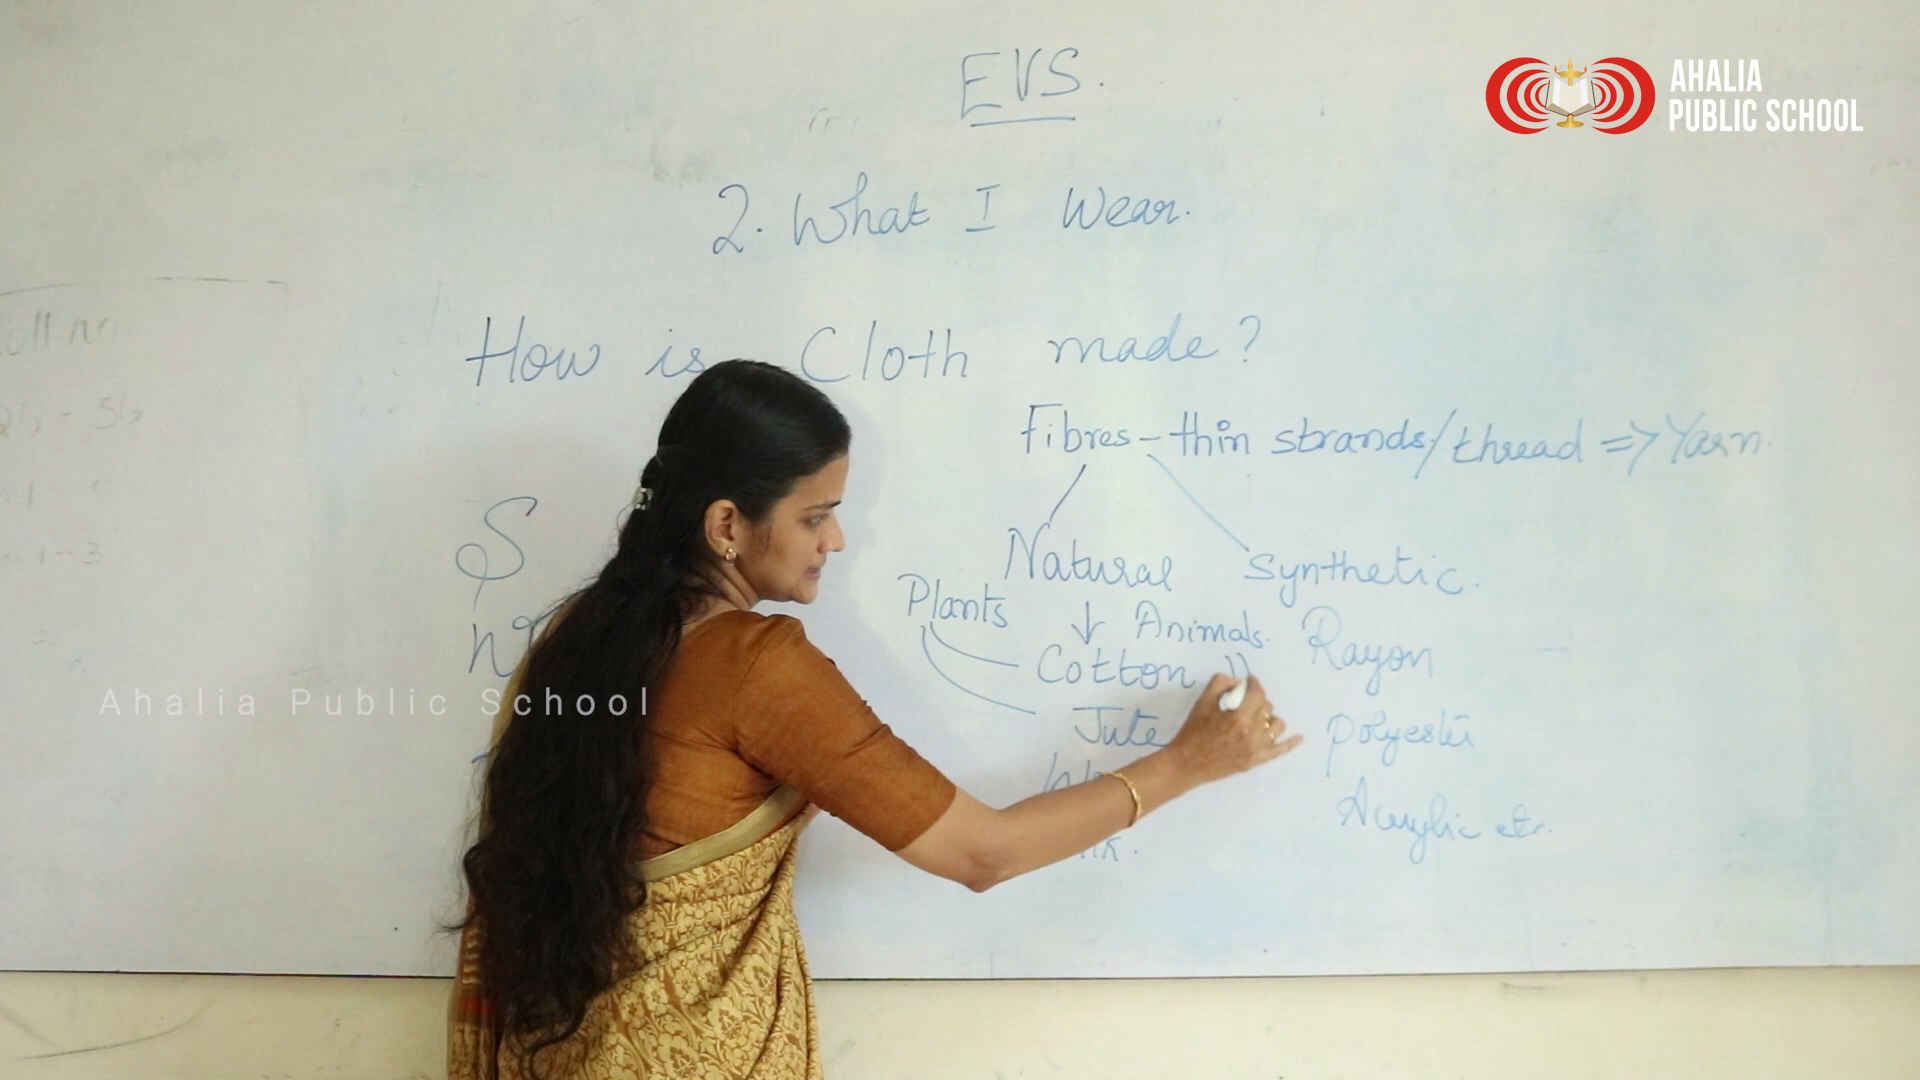 EVS.
AHALIA
PUBLIC SCHOOL
2. What I Wear.
How is Cloth made?
Fibres - thin strands/thread => Yarn.
Natural
Synthetic.
Plants
Animals.
Cotton
Rayon
Jute
polyester
Acrylic etc.
Ahalia Public School